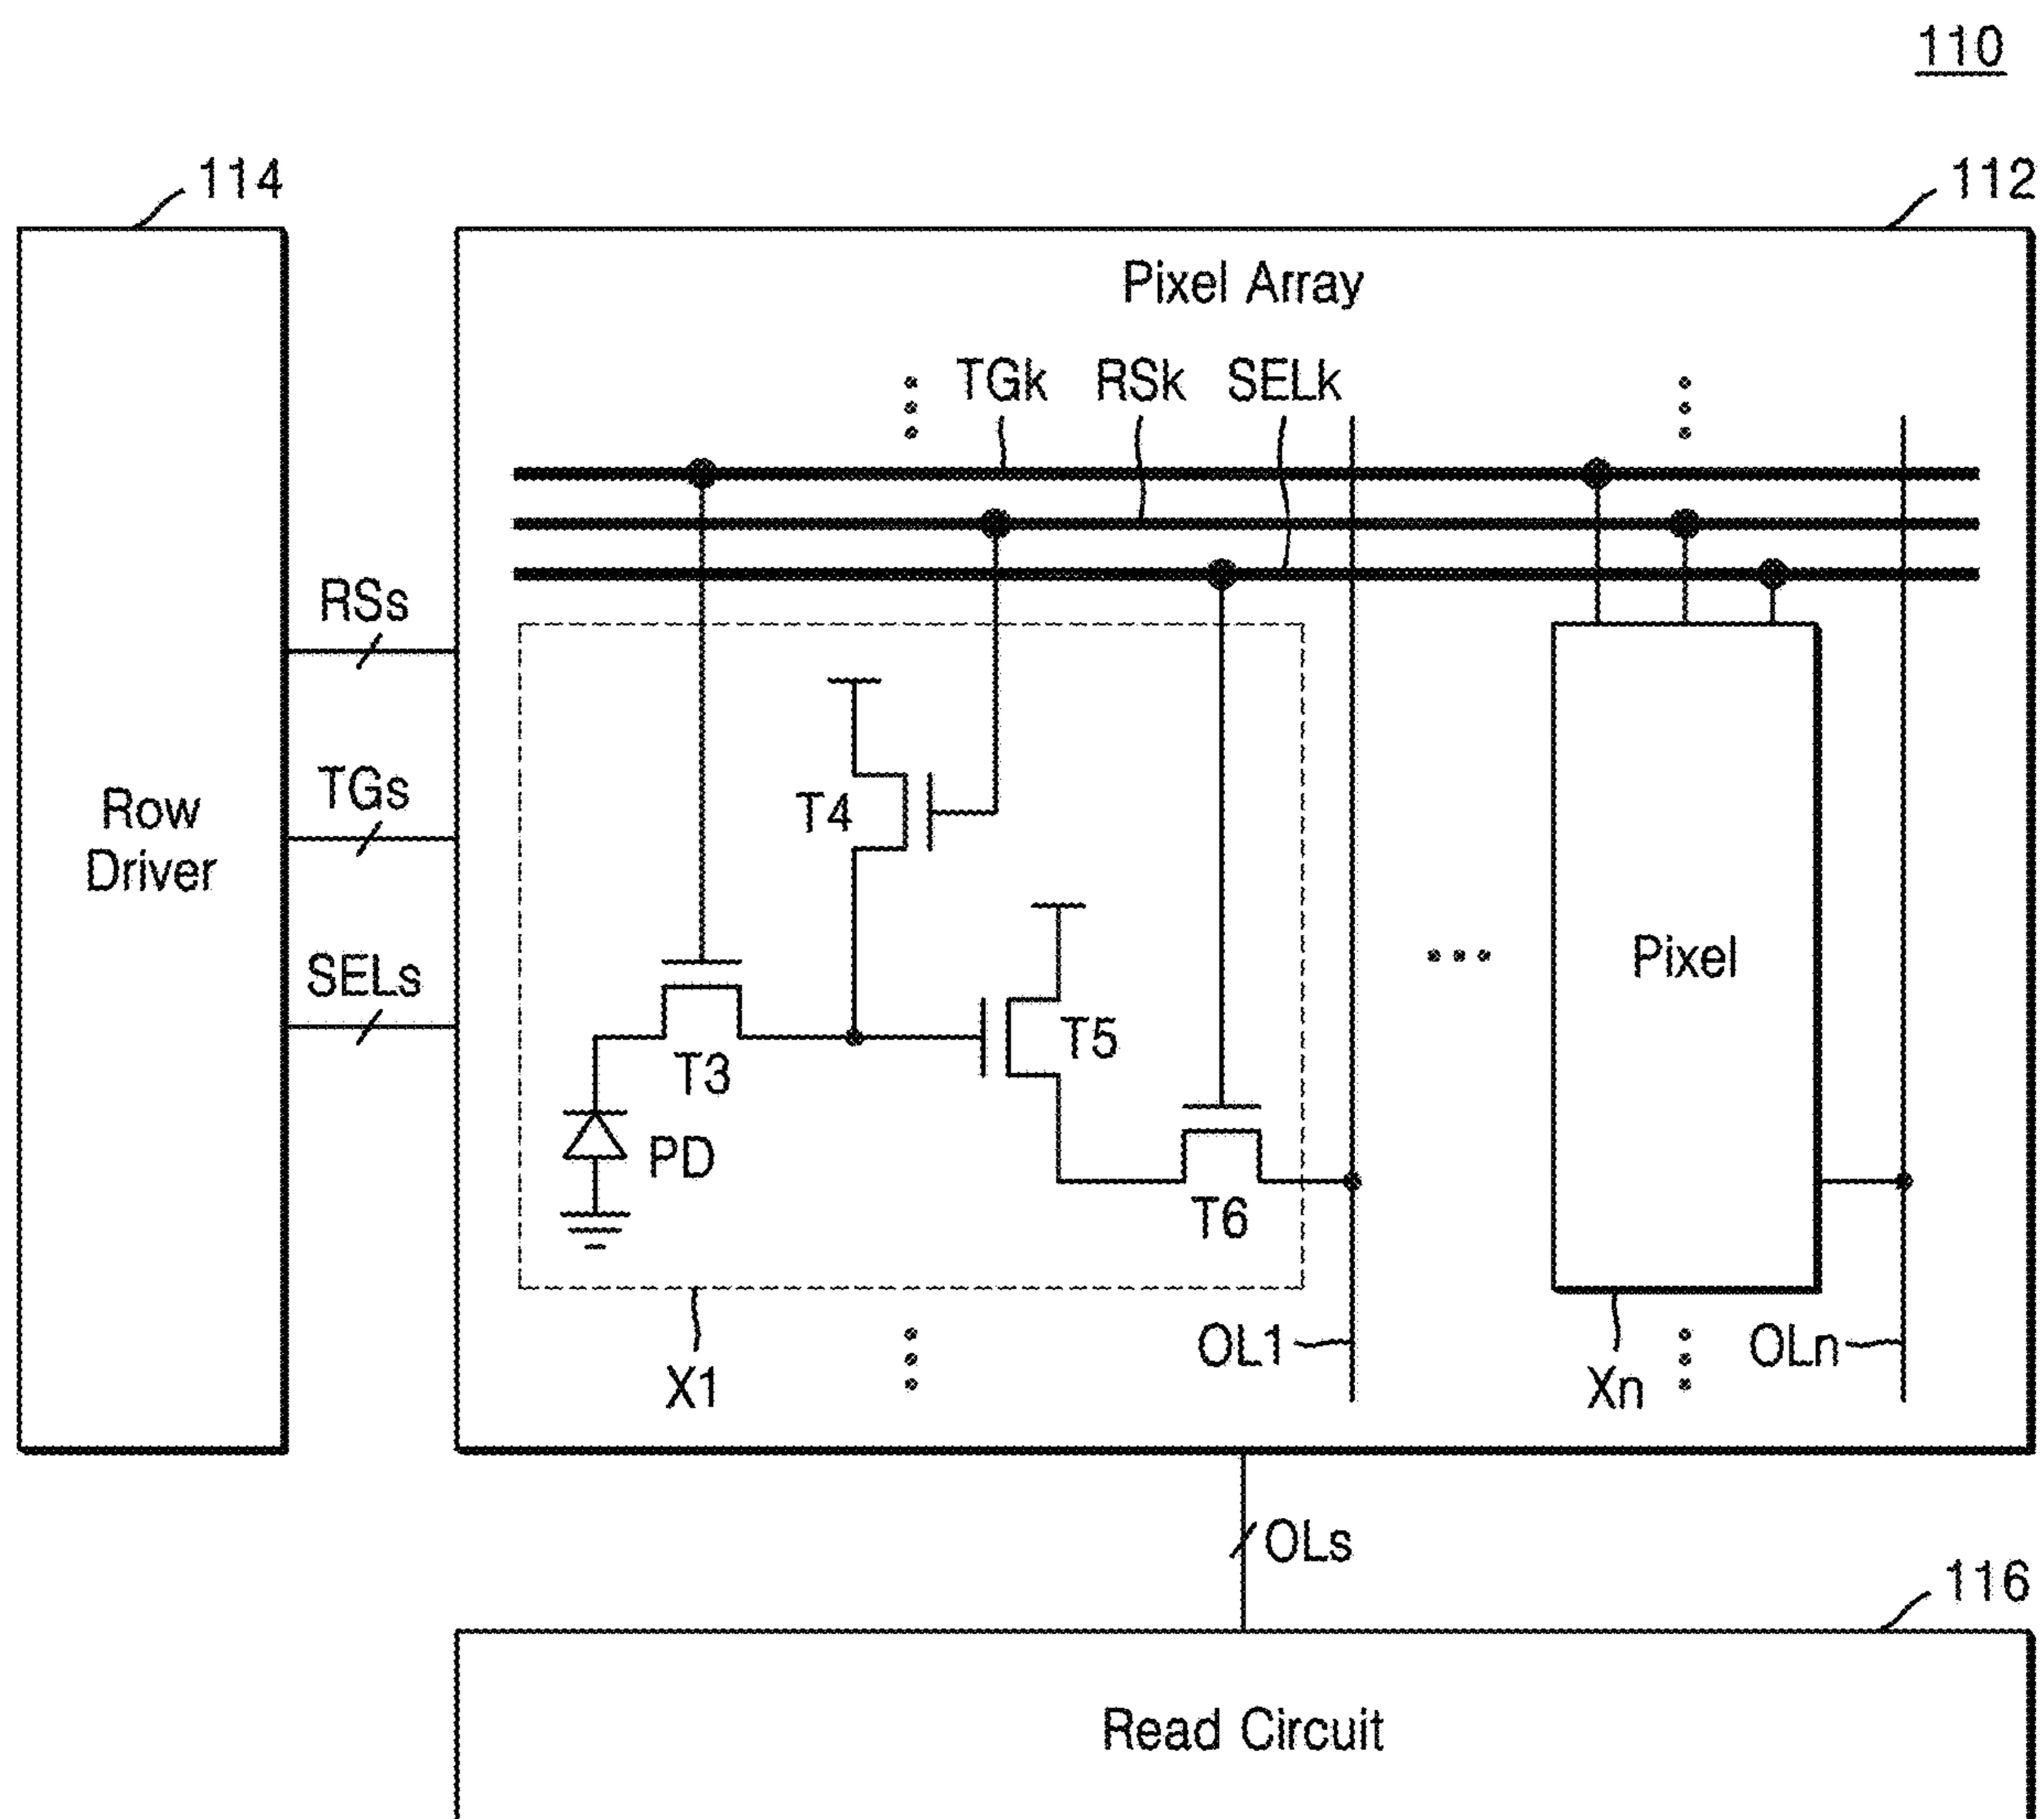 110
114
112
Pixel Array
TGk RSk SELk
RSs
TGs
SELs
Row
Driver
T4
T5
T3
PD
T6
Pixel
X1
OL1
Xn
OLn
OLs
116
Read Circuit